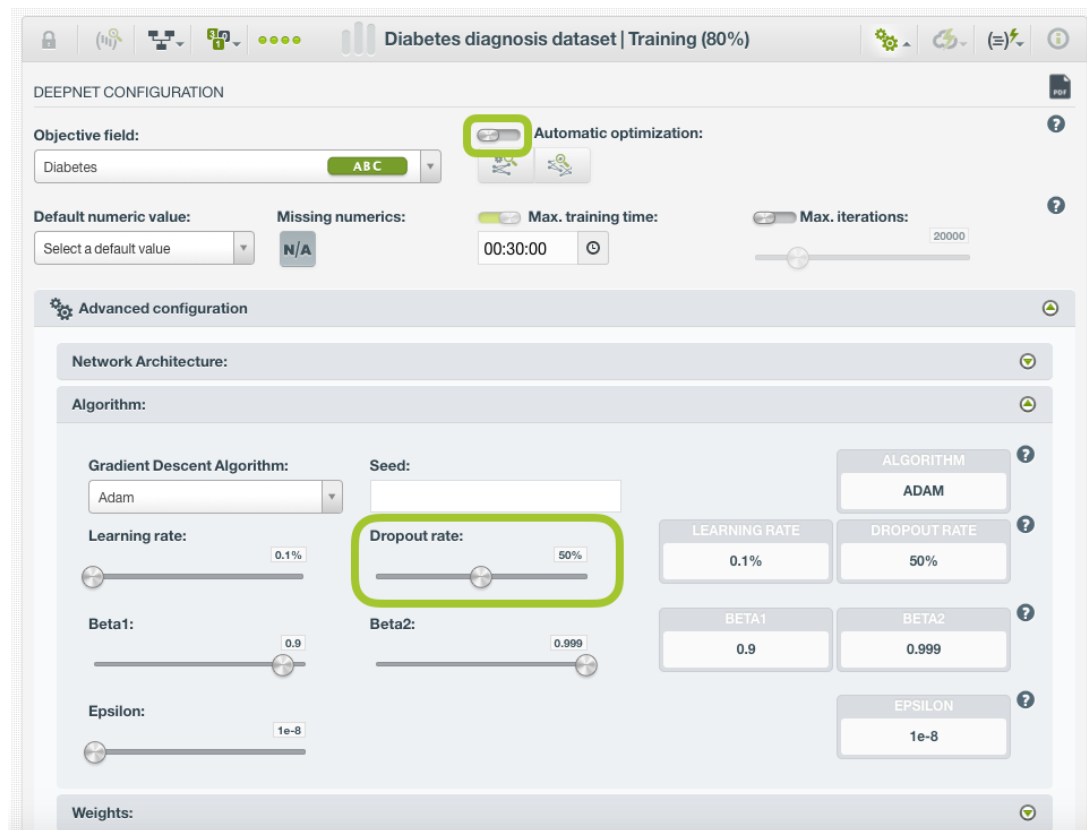 Diabetes diagnosis dataset | Training (80%)
DEEPNET CONFIGURATION
PDF
Objective field:
Automatic optimization:
Diabetes
ABC
Default numeric value:
Missing numerics:
Max. training time:
Max. iterations:
Select a default value
N/A
00:30:00
20000
Advanced configuration
Network Architecture:
Algorithm:
Gradient Descent Algorithm:
Seed:
ALGORITHM
Adam
ADAM
Learning rate:
Dropout rate:
LEARNING RATE
DROPOUT RATE
0.1%
50%
0.1%
50%
Beta1:
Beta2:
BETA1
BETA2
0.9
0.999
0.9
0.999
Epsilon:
EPSILON
1e-8
1e-8
Weights: